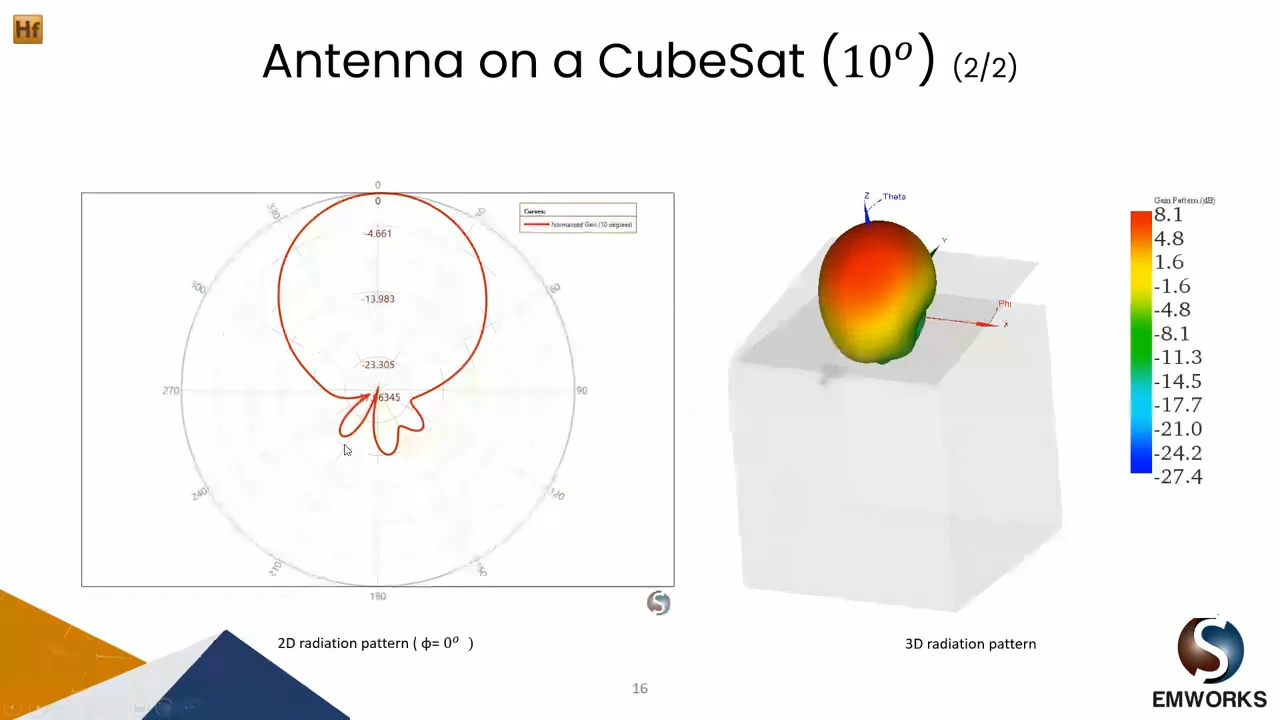 Hf
Antenna on a CubeSat (10º) (2/2)
0
0
-4.661
-13.983
-23.305
60
90
120
180
210
240
270
300
Curves:
Normalized Gain (10 degrees)
2D radiation pattern ( ϕ= 0º )
Z
Theta
Y
Phi
X
3D radiation pattern
Gain Pattern (dB)
8.1
4.8
1.6
-1.6
-4.8
-8.1
-11.3
-14.5
-17.7
-21.0
-24.2
-27.4
16
EMWORKS